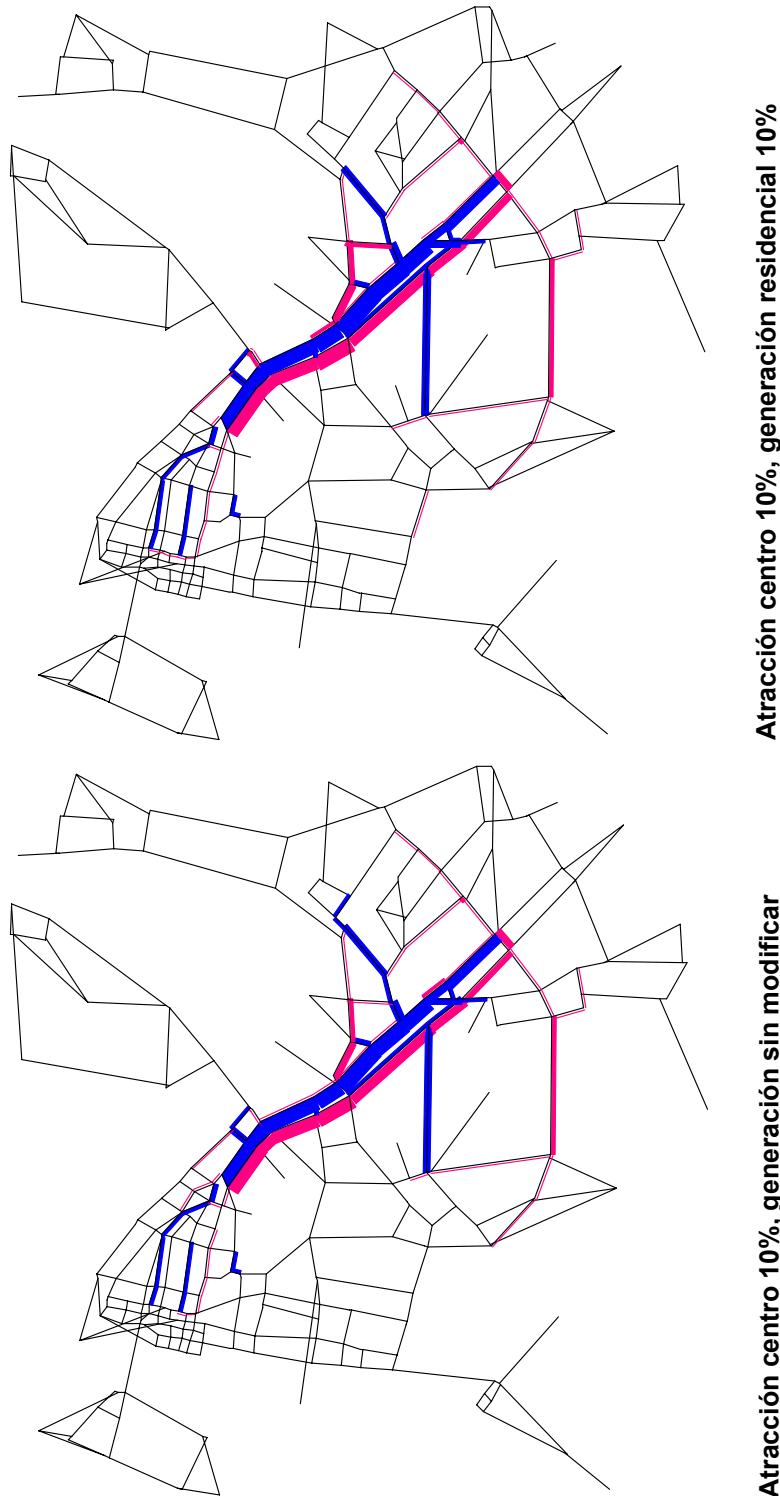 Atracción centro 10%, generación sin modificar
Atracción centro 10%, generación residencial 10%